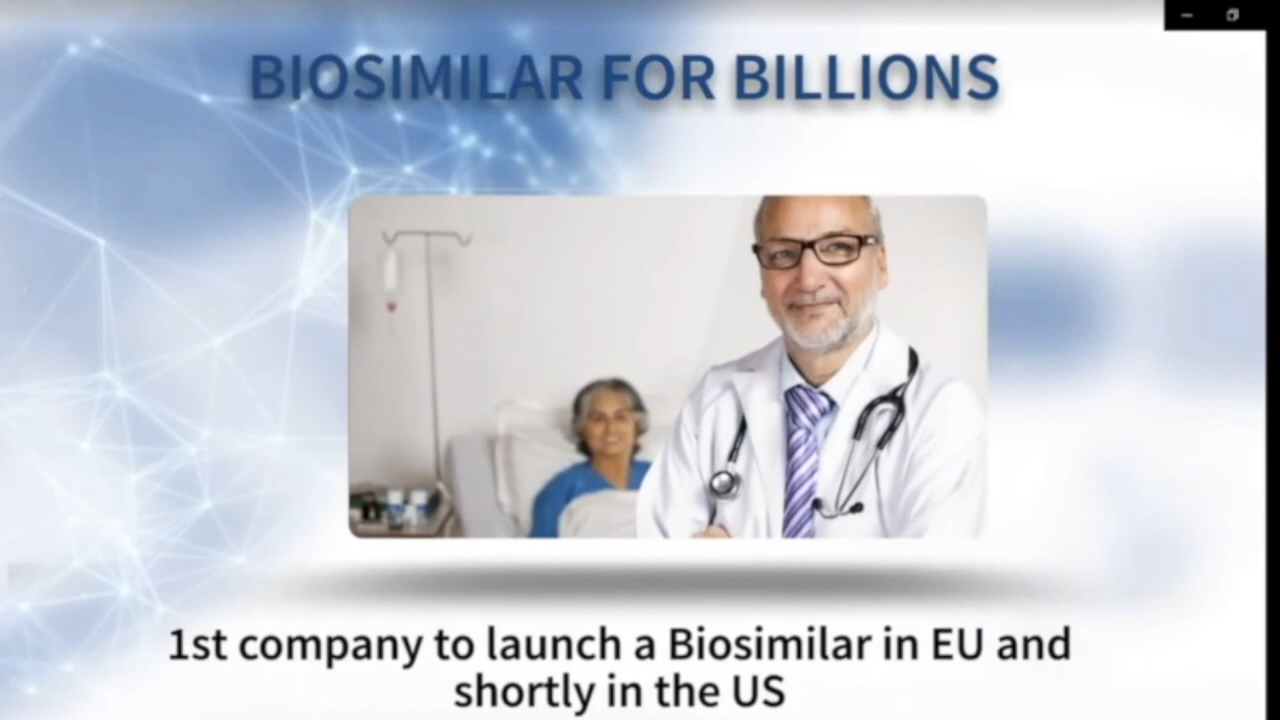 BIOSIMILAR FOR BILLIONS
1st company to launch a Biosimilar in EU and
shortly in the US